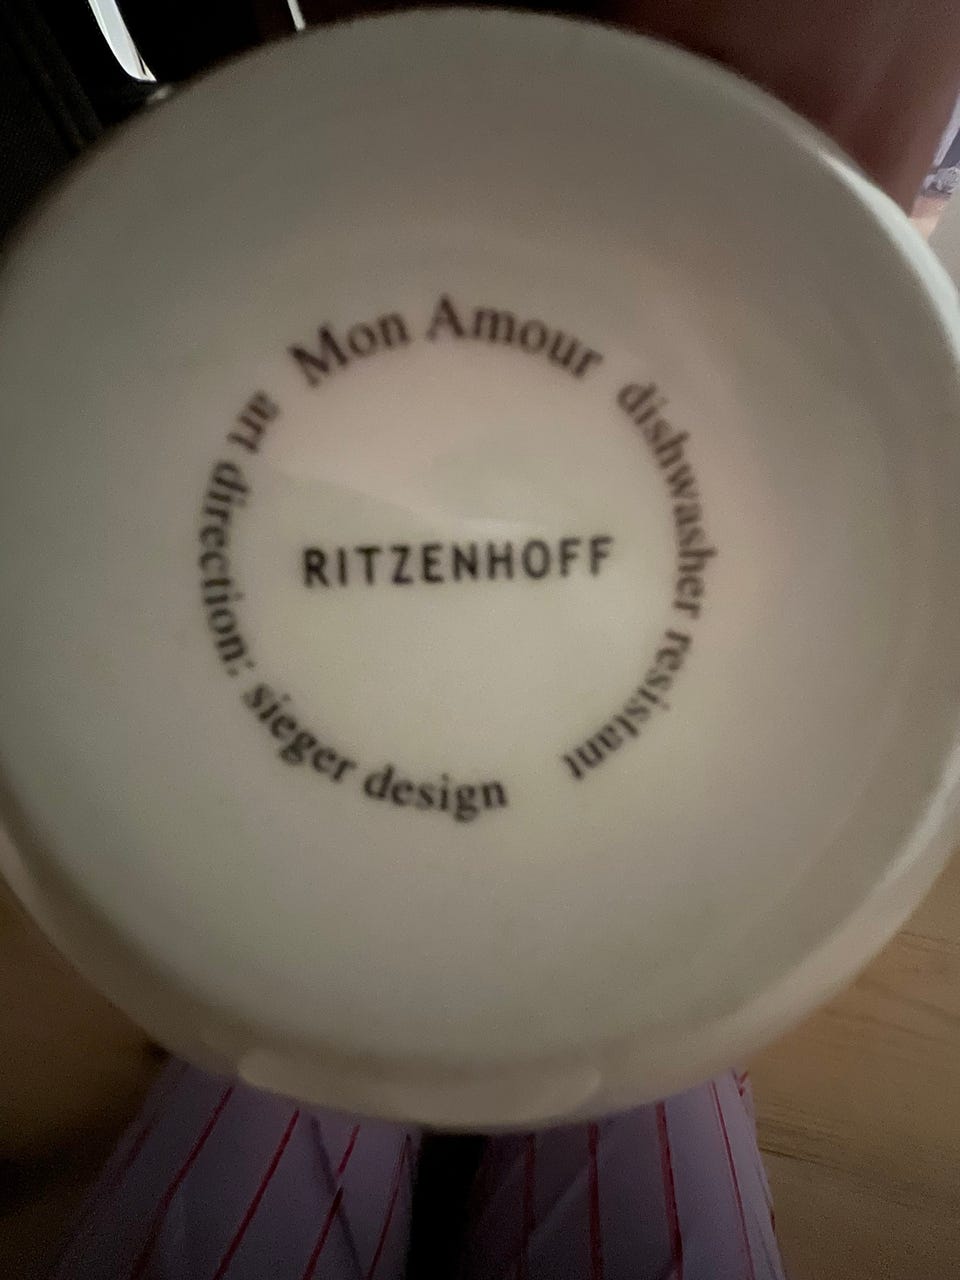 Mon Amour
dishwasher resistant
art direction: sieger design
RITZENHOFF